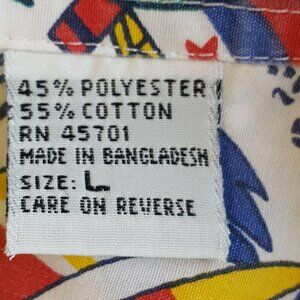 45% POLYESTER
55% COTTON
RN 45701
MADE IN BANGLADESH
SIZE: L
CARE ON REVERSE